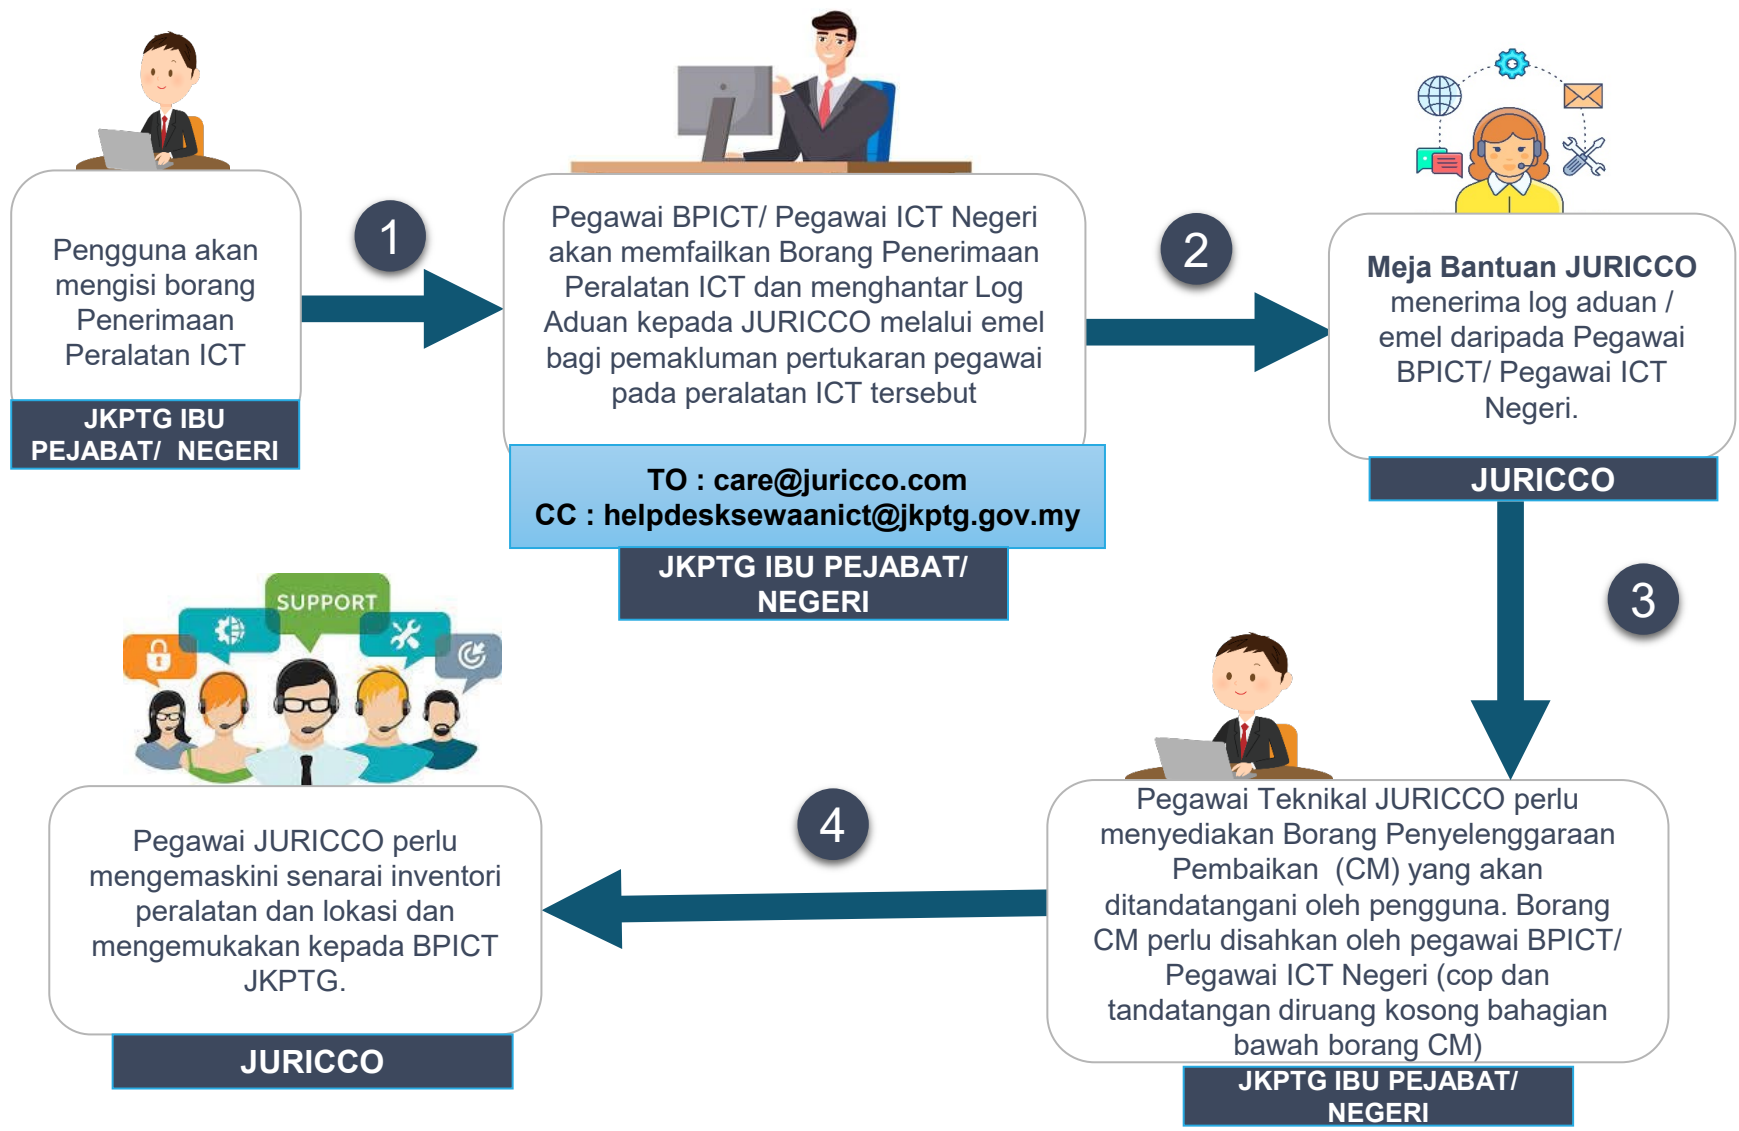 Pengguna akan
mengisi borang
Penerimaan
Peralatan ICT
JKPTG IBU
PEJABAT/ NEGERI
1
Pegawai BPICT/ Pegawai ICT Negeri
akan memfailkan Borang Penerimaan
Peralatan ICT dan menghantar Log
Aduan kepada JURICCO melalui emel
bagi pemakluman pertukaran pegawai
pada peralatan ICT tersebut
TO : care@juricco.com
CC : helpdesksewaanict@jkptg.gov.my
JKPTG IBU PEJABAT/
NEGERI
2
Meja Bantuan JURICCO
menerima log aduan /
emel daripada Pegawai
BPICT/ Pegawai ICT
Negeri.
JURICCO
3
Pegawai Teknikal JURICCO perlu
menyediakan Borang Penyelenggaraan
Pembaikan (CM) yang akan
ditandatangani oleh pengguna. Borang
CM perlu disahkan oleh pegawai BPICT/
Pegawai ICT Negeri (cop dan
tandatangan diruang kosong bahagian
bawah borang CM)
JKPTG IBU PEJABAT/
NEGERI
4
SUPPORT
Pegawai JURICCO perlu
mengemaskini senarai inventori
peralatan dan lokasi dan
mengemukakan kepada BPICT
JKPTG.
JURICCO